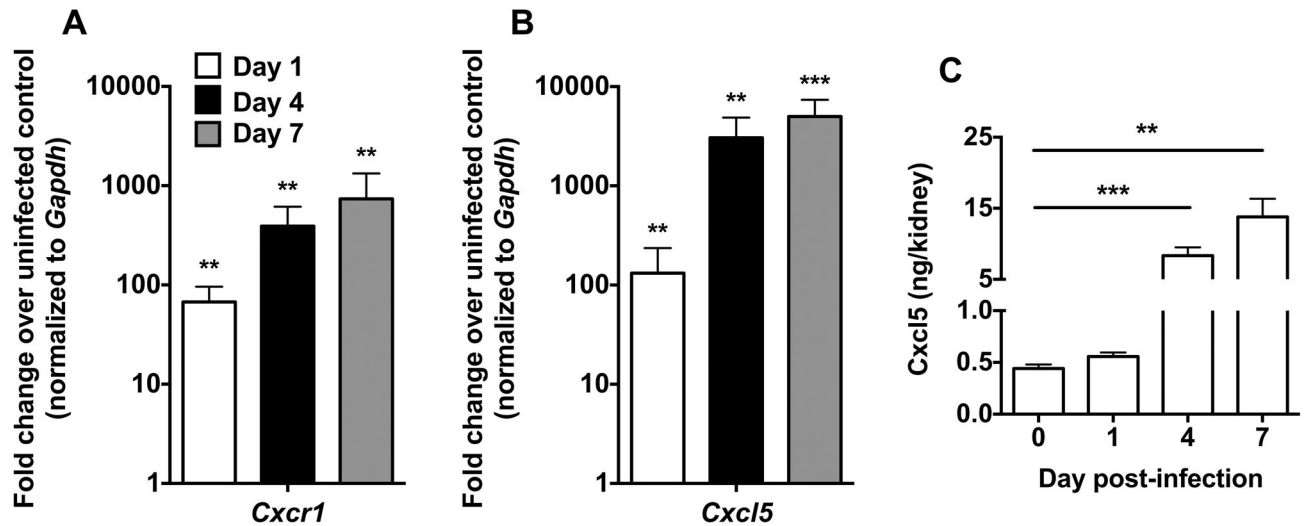 A
Fold change over uninfected control
(normalized to Gapdh)
Day 1
Day 4
Day 7
10000
1000
100
10
1
**
**
**
Cxcr1
B
Fold change over uninfected control
(normalized to Gapdh)
10000
1000
100
10
1
**
**
***
Cxcl5
C
Cxcl5 (ng/kidney)
25
15
5
1.0
0.5
0.0
**
***
0 1 4 7
Day post-infection